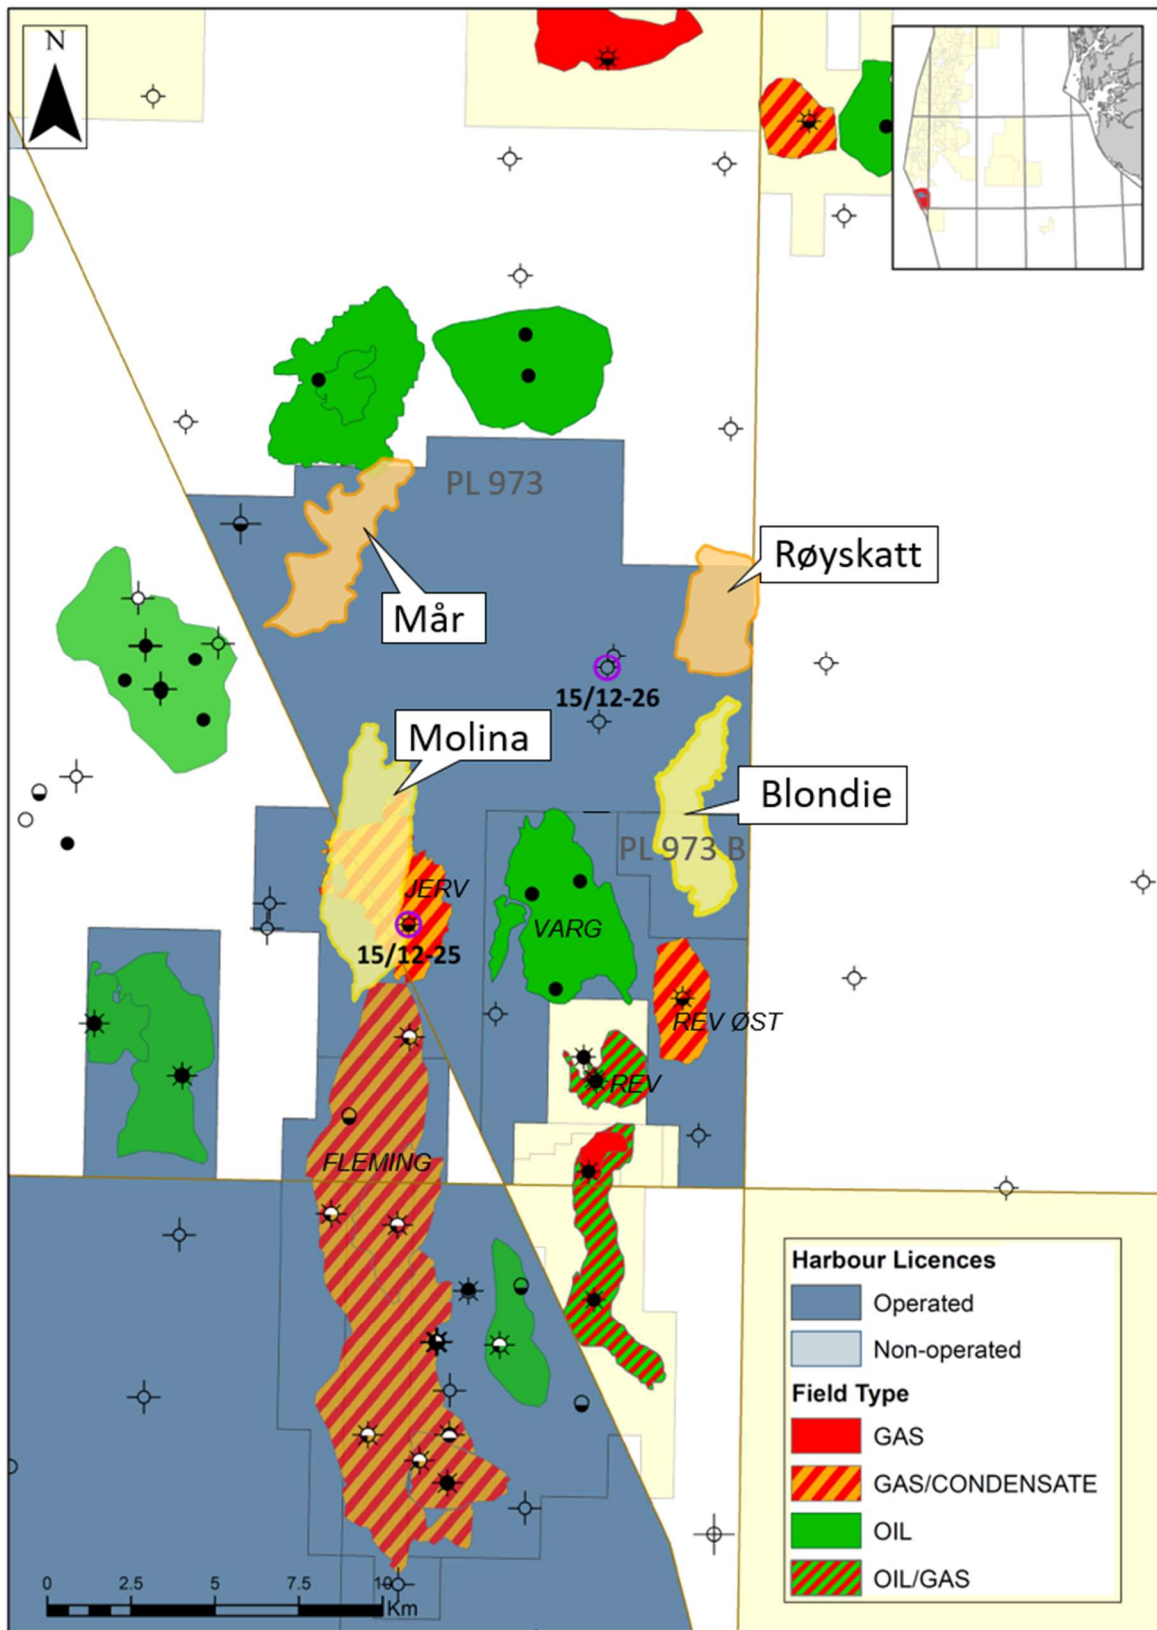 N
PL 973
Røyskatt
Mår
15/12-26
Molina
Blondie
PL 973 B
JERV
VARG
15/12-25
REV ØST
REV
FLEMING
Harbour Licences
Operated
Non-operated
Field Type
GAS
GAS/CONDENSATE
OIL
OIL/GAS
0 2.5 5 7.5 10
Km